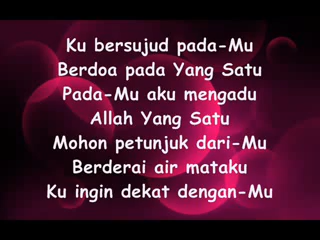 Ku bersujud pada-Mu
Berdoa pada Yang Satu
Pada-Mu aku mengadu
Allah Yang Satu
Mohon petunjuk dari-Mu
Berderai air mataku
Ku ingin dekat dengan-Mu